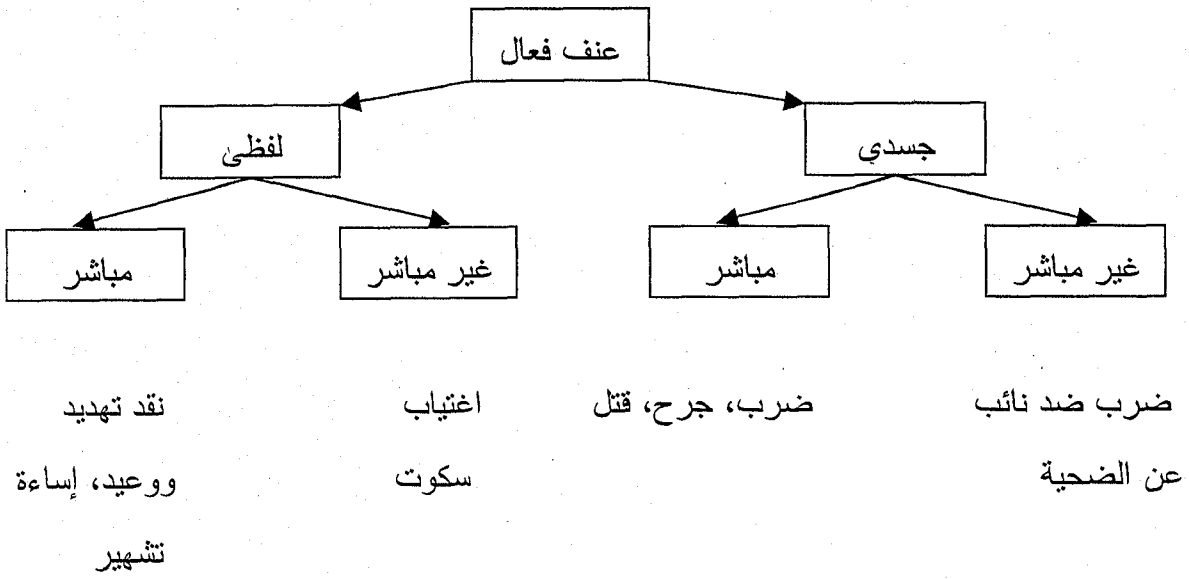 عنف فعال
جسدي
لفظى
غير مباشر
مباشر
غير مباشر
مباشر
ضرب ضد نائب
عن الضحية
ضرب، جرح، قتل
اغتياب
سكوت
نقد تهديد
ووعيد، إساءة
تشهير